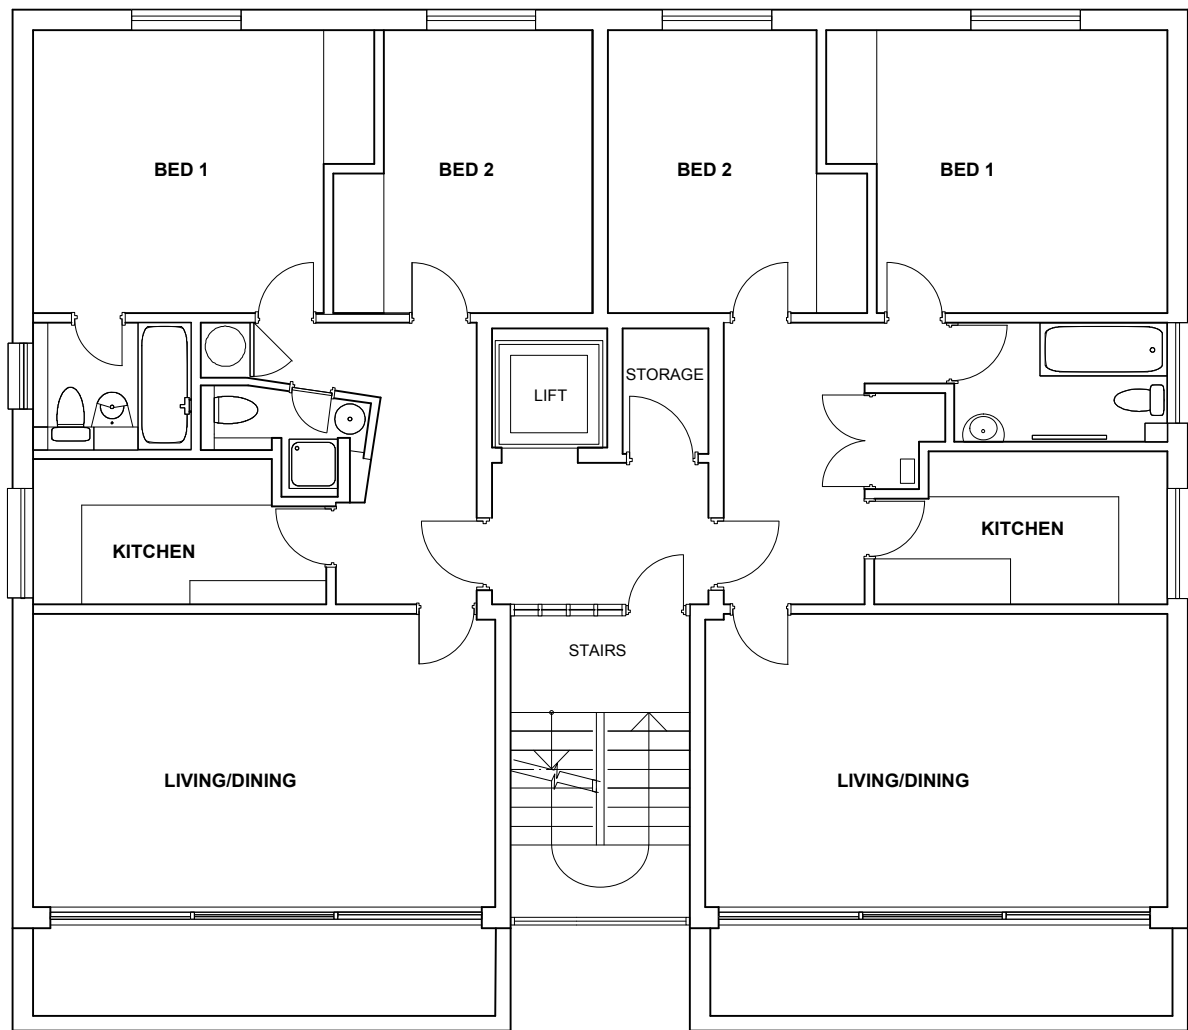 BED 1
BED 2
BED 2
BED 1
LIFT
STORAGE
KITCHEN
KITCHEN
STAIRS
LIVING/DINING
LIVING/DINING